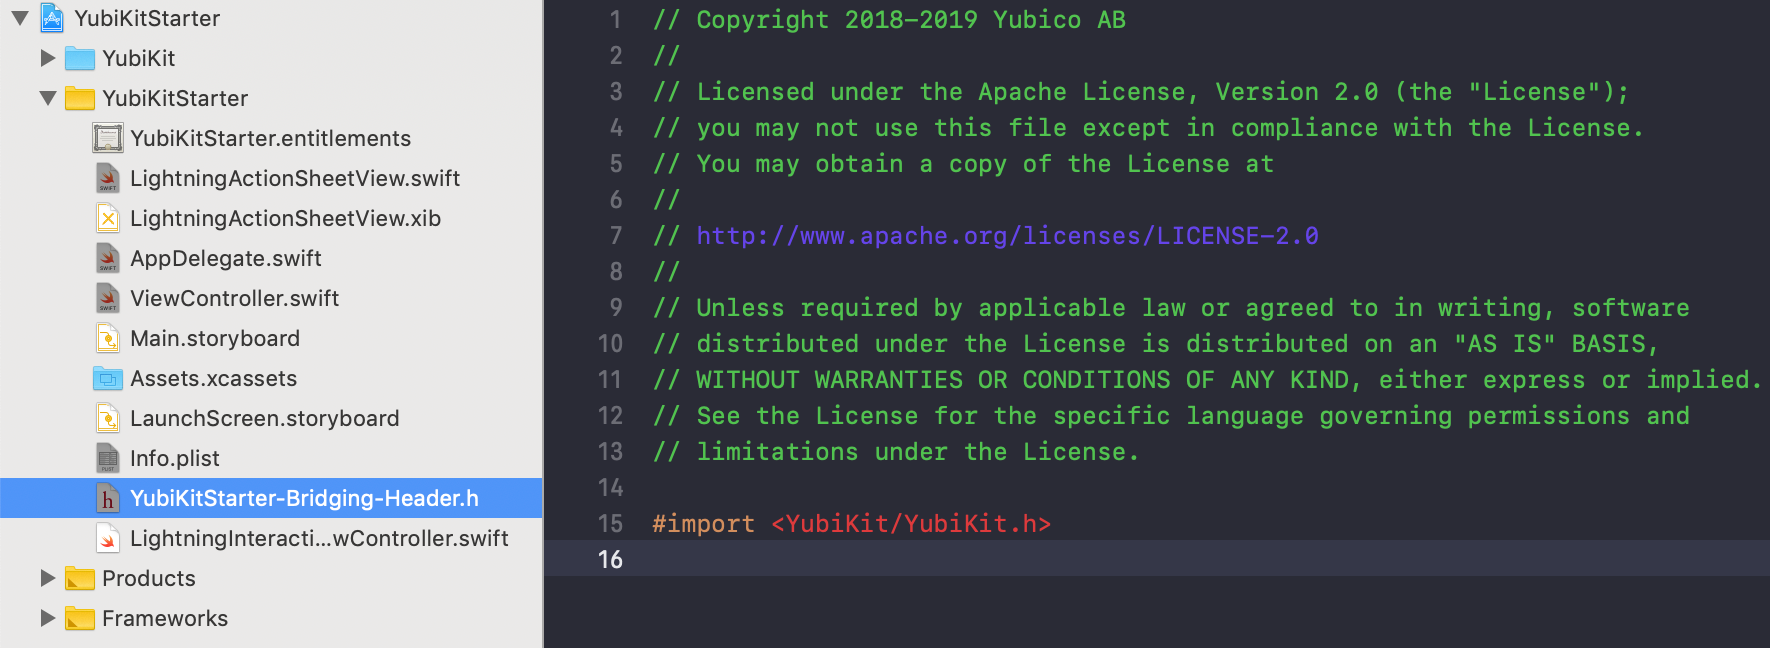 YubiKitStarter
YubiKit
YubiKitStarter
YubiKitStarter.entitlements
LightningActionSheetView.swift
LightningActionSheetView.xib
AppDelegate.swift
ViewController.swift
Main.storyboard
Assets.xcassets
LaunchScreen.storyboard
Info.plist
YubiKitStarter-Bridging-Header.h
LightningInteracti...wController.swift
Products
Frameworks
1 // Copyright 2018-2019 Yubico AB
2 //
3 // Licensed under the Apache License, Version 2.0 (the "License");
4 // you may not use this file except in compliance with the License.
5 // You may obtain a copy of the License at
6 //
7 // http://www.apache.org/licenses/LICENSE-2.0
8 //
9 // Unless required by applicable law or agreed to in writing, software
10 // distributed under the License is distributed on an "AS IS" BASIS,
11 // WITHOUT WARRANTIES OR CONDITIONS OF ANY KIND, either express or implied.
12 // See the License for the specific language governing permissions and
13 // limitations under the License.
14
15 #import <YubiKit/YubiKit.h>
16